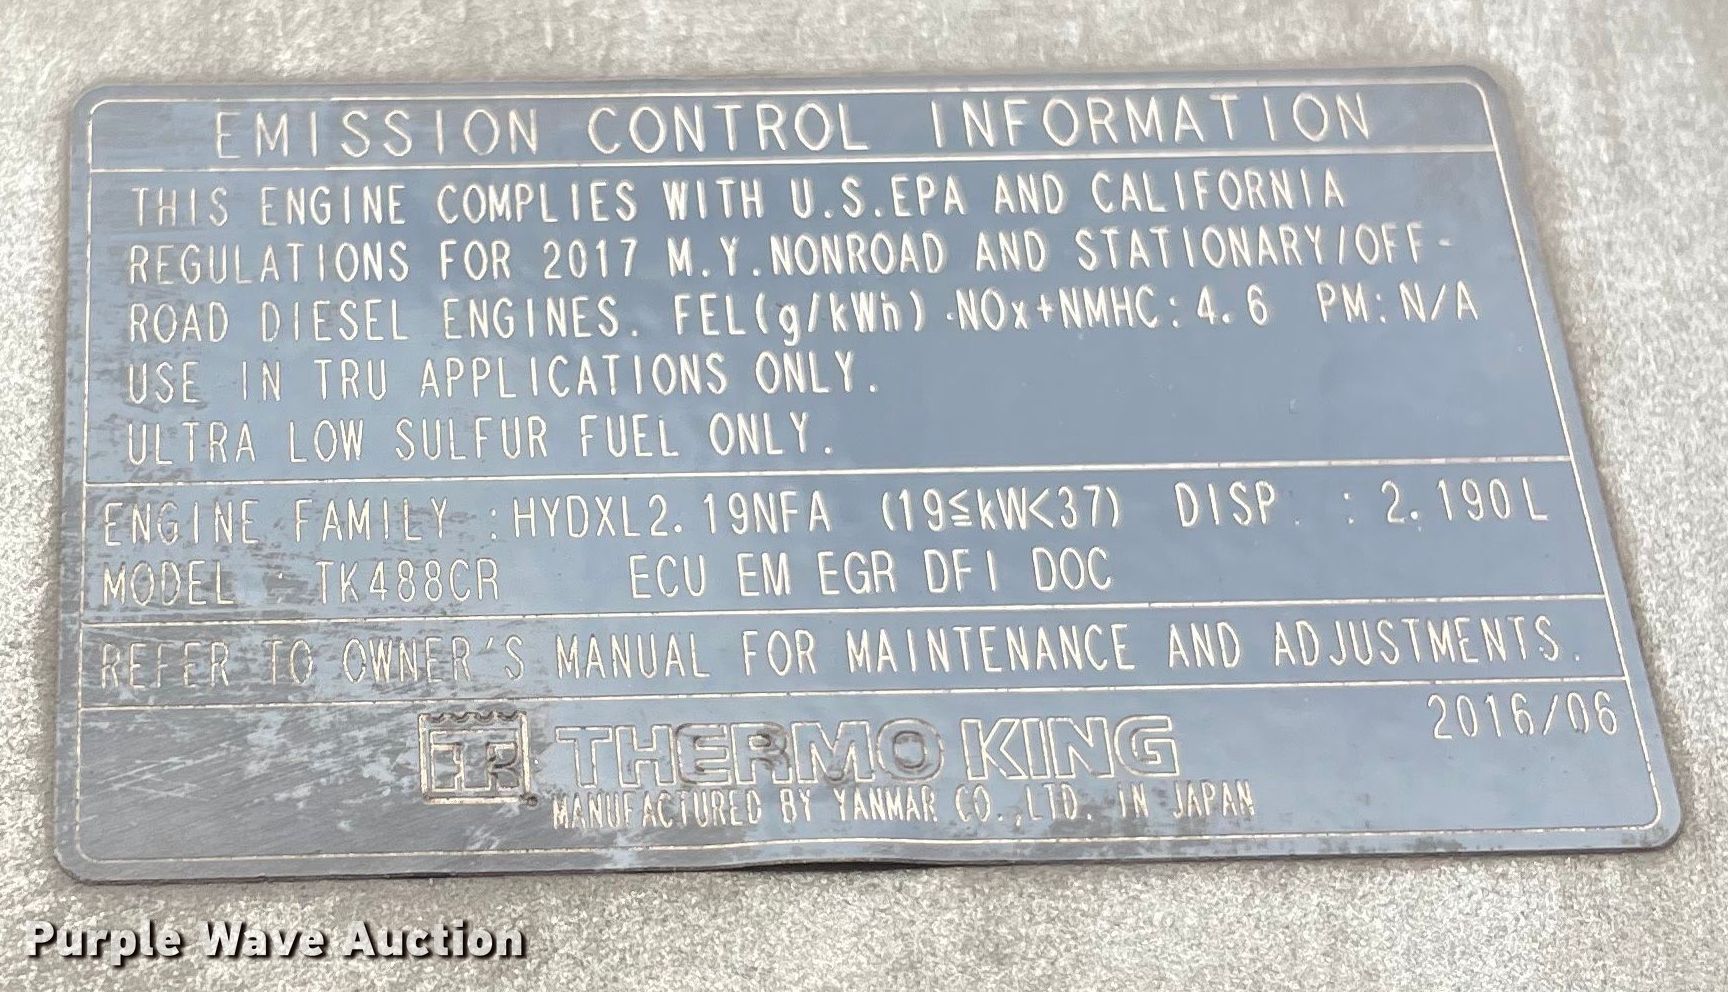 EMISSION CONTROL INFORMATION
THIS ENGINE COMPLIES WITH U.S.EPA AND CALIFORNIA
REGULATIONS FOR 2017 M.Y.NONROAD AND STATIONARY/OFF-
ROAD DIESEL ENGINES. FEL(g/kWh) ·NOx+NMHC:4.6 PM:N/A
USE IN TRU APPLICATIONS ONLY.
ULTRA LOW SULFUR FUEL ONLY.
ENGINE FAMILY :HYDXL2.19NFA (19≦kW<37) DISP. : 2.190L
MODEL : TK488CR ECU EM EGR DFI DOC
REFER TO OWNER'S MANUAL FOR MAINTENANCE AND ADJUSTMENTS.
2016/06
TK THERMO KING
MANUFACTURED BY YANMAR CO.,LTD. IN JAPAN
Purple Wave Auction